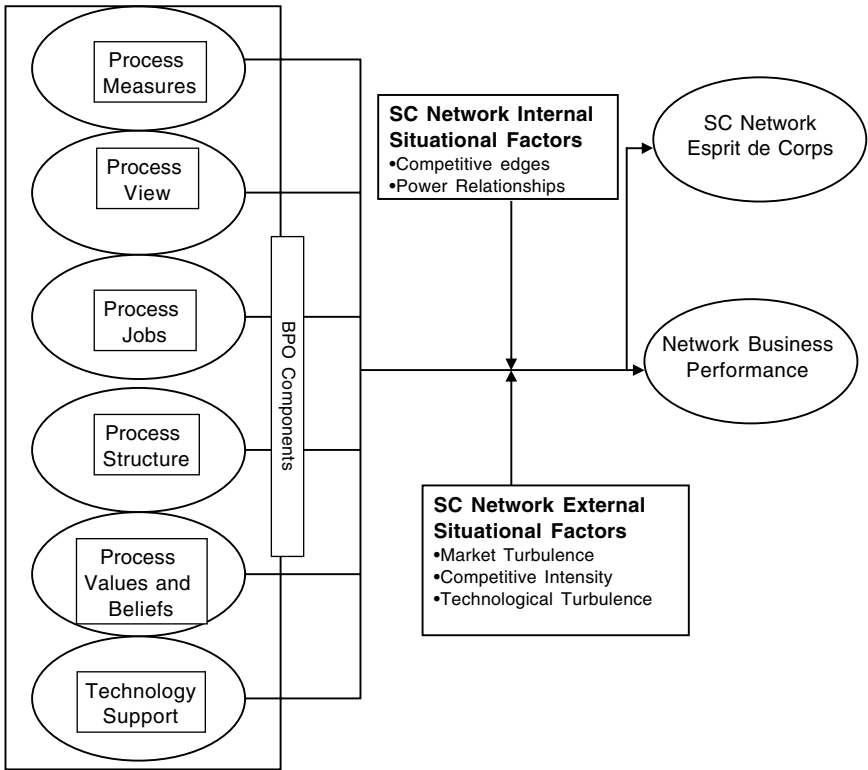 Process
Measures
Process
View
Process
Jobs
Process
Structure
Process
Values and
Beliefs
Technology
Support
BPO Components
SC Network Internal
Situational Factors
•Competitive edges
•Power Relationships
SC Network External
Situational Factors
•Market Turbulence
•Competitive Intensity
•Technological Turbulence
SC Network
Esprit de Corps
Network Business
Performance